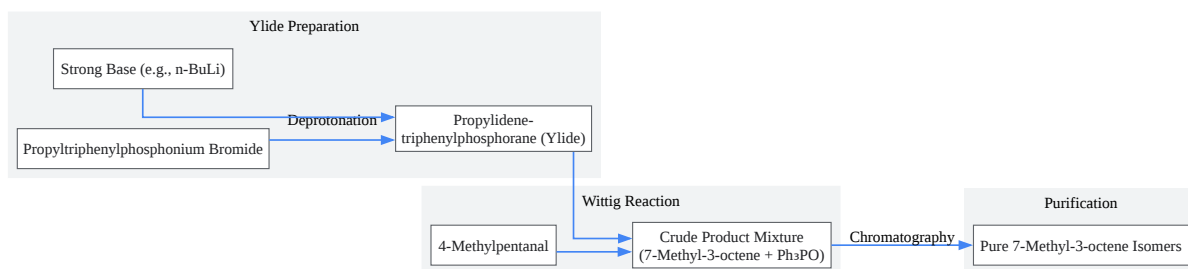 Ylide Preparation
Strong Base (e.g., n-BuLi)
Deprotonation
Propyltriphenylphosphonium Bromide
Propylidene-
triphenylphosphorane (Ylide)
Wittig Reaction
4-Methylpentanal
Crude Product Mixture
(7-Methyl-3-octene + Ph₃PO)
Chromatography
Purification
Pure 7-Methyl-3-octene Isomers